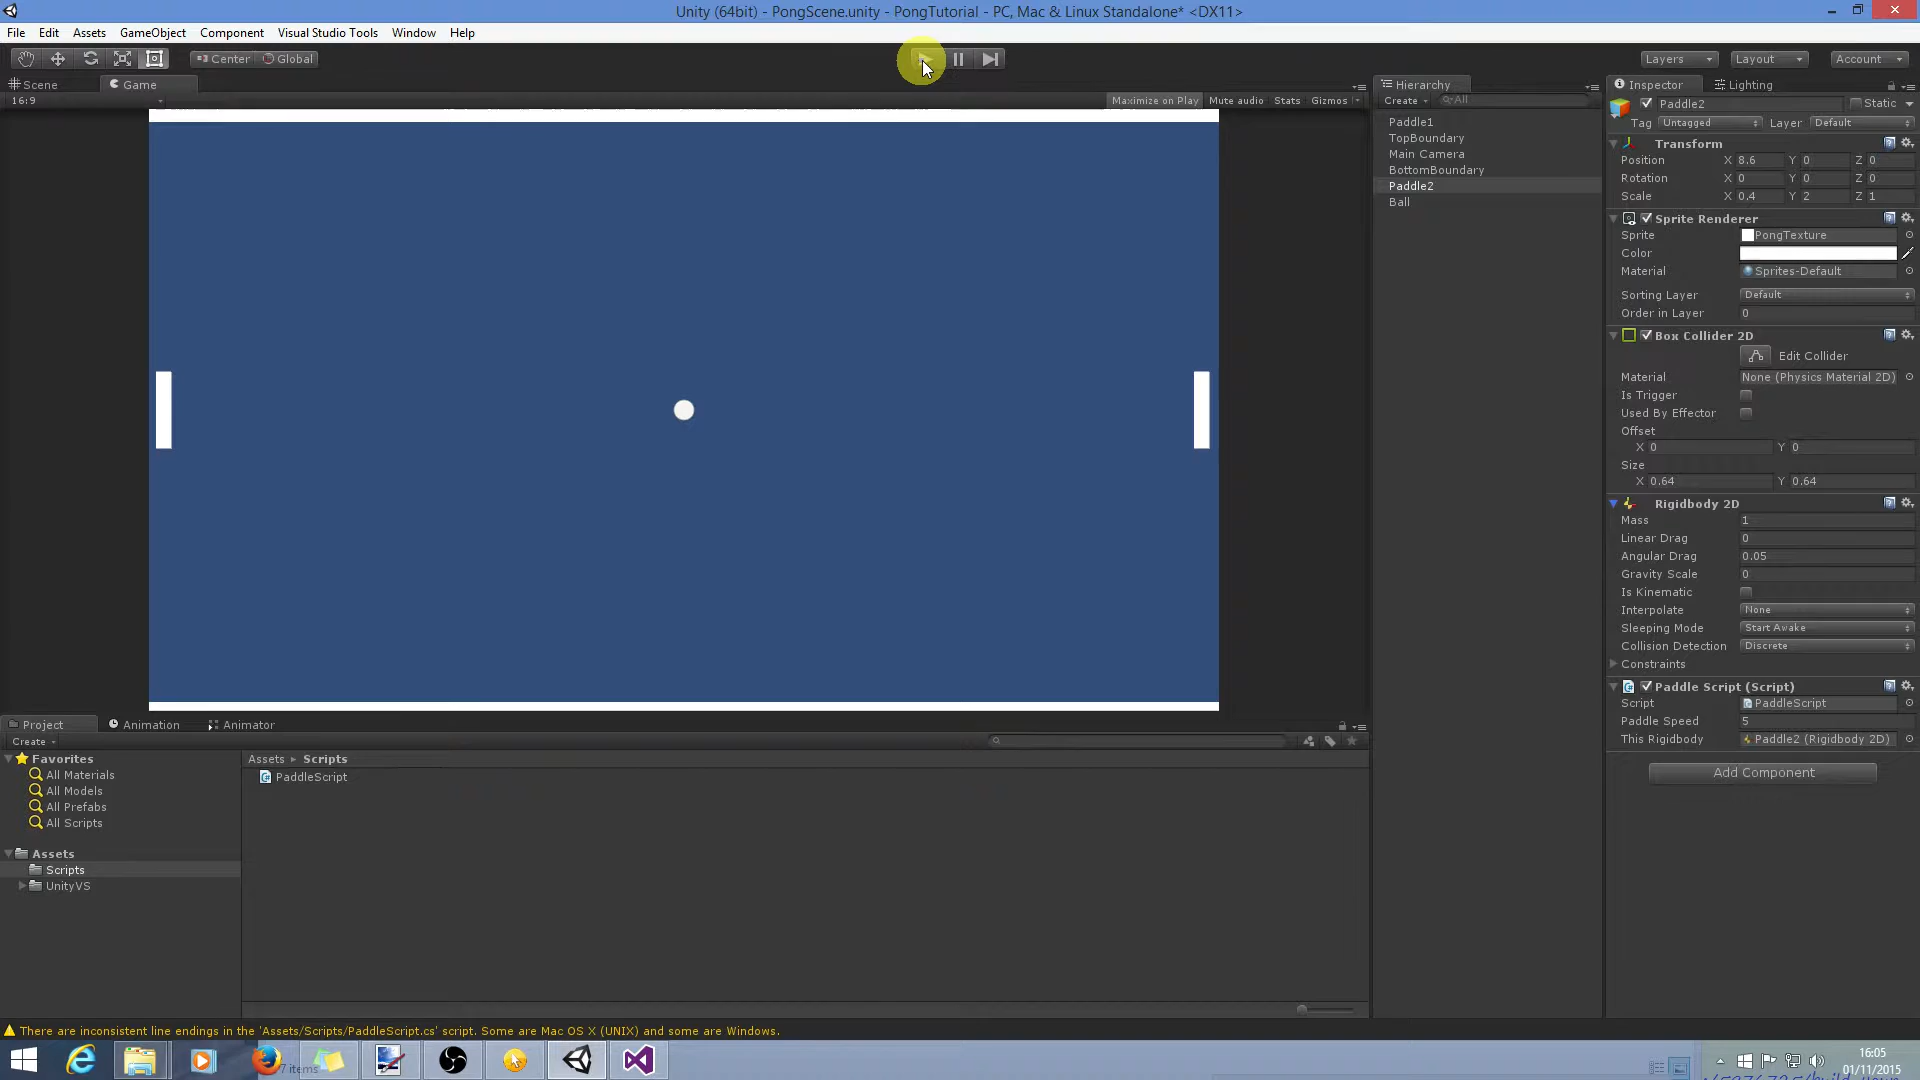 Unity (64bit) - PongScene.unity - PongTutorial - PC, Mac & Linux Standalone* <DX11>
File Edit Assets GameObject Component Visual Studio Tools Window Help
Center Global Layers Layout Account
Scene Game Hierarchy Inspector Lighting
16:9 Maximize on Play Mute audio Stats Gizmos Create All
Paddle1
TopBoundary
Main Camera
BottomBoundary
Paddle2
Ball
Paddle2 Static
Tag Untagged Layer Default
Transform
Position X 8.6 Y 0 Z 0
Rotation X 0 Y 0 Z 0
Scale X 0.4 Y 2 Z 1
Sprite Renderer
Sprite PongTexture
Color
Material Sprites-Default
Sorting Layer Default
Order in Layer 0
Box Collider 2D
Edit Collider
Material None (Physics Material 2D)
Is Trigger
Used By Effector
Offset
X 0 Y 0
Size
X 0.64 Y 0.64
Rigidbody 2D
Mass 1
Linear Drag 0
Angular Drag 0.05
Gravity Scale 0
Is Kinematic
Interpolate None
Sleeping Mode Start Awake
Collision Detection Discrete
Constraints
Paddle Script (Script)
Script PaddleScript
Paddle Speed 5
This Rigidbody Paddle2 (Rigidbody 2D)
Add Component
Project Animation Animator
Create
Favorites
All Materials
All Models
All Prefabs
All Scripts
Assets
Scripts
UnityVS
Assets Scripts
PaddleScript
There are inconsistent line endings in the 'Assets/Scripts/PaddleScript.cs' script. Some are Mac OS X (UNIX) and some are Windows.
7 items
16:05
01/11/2015